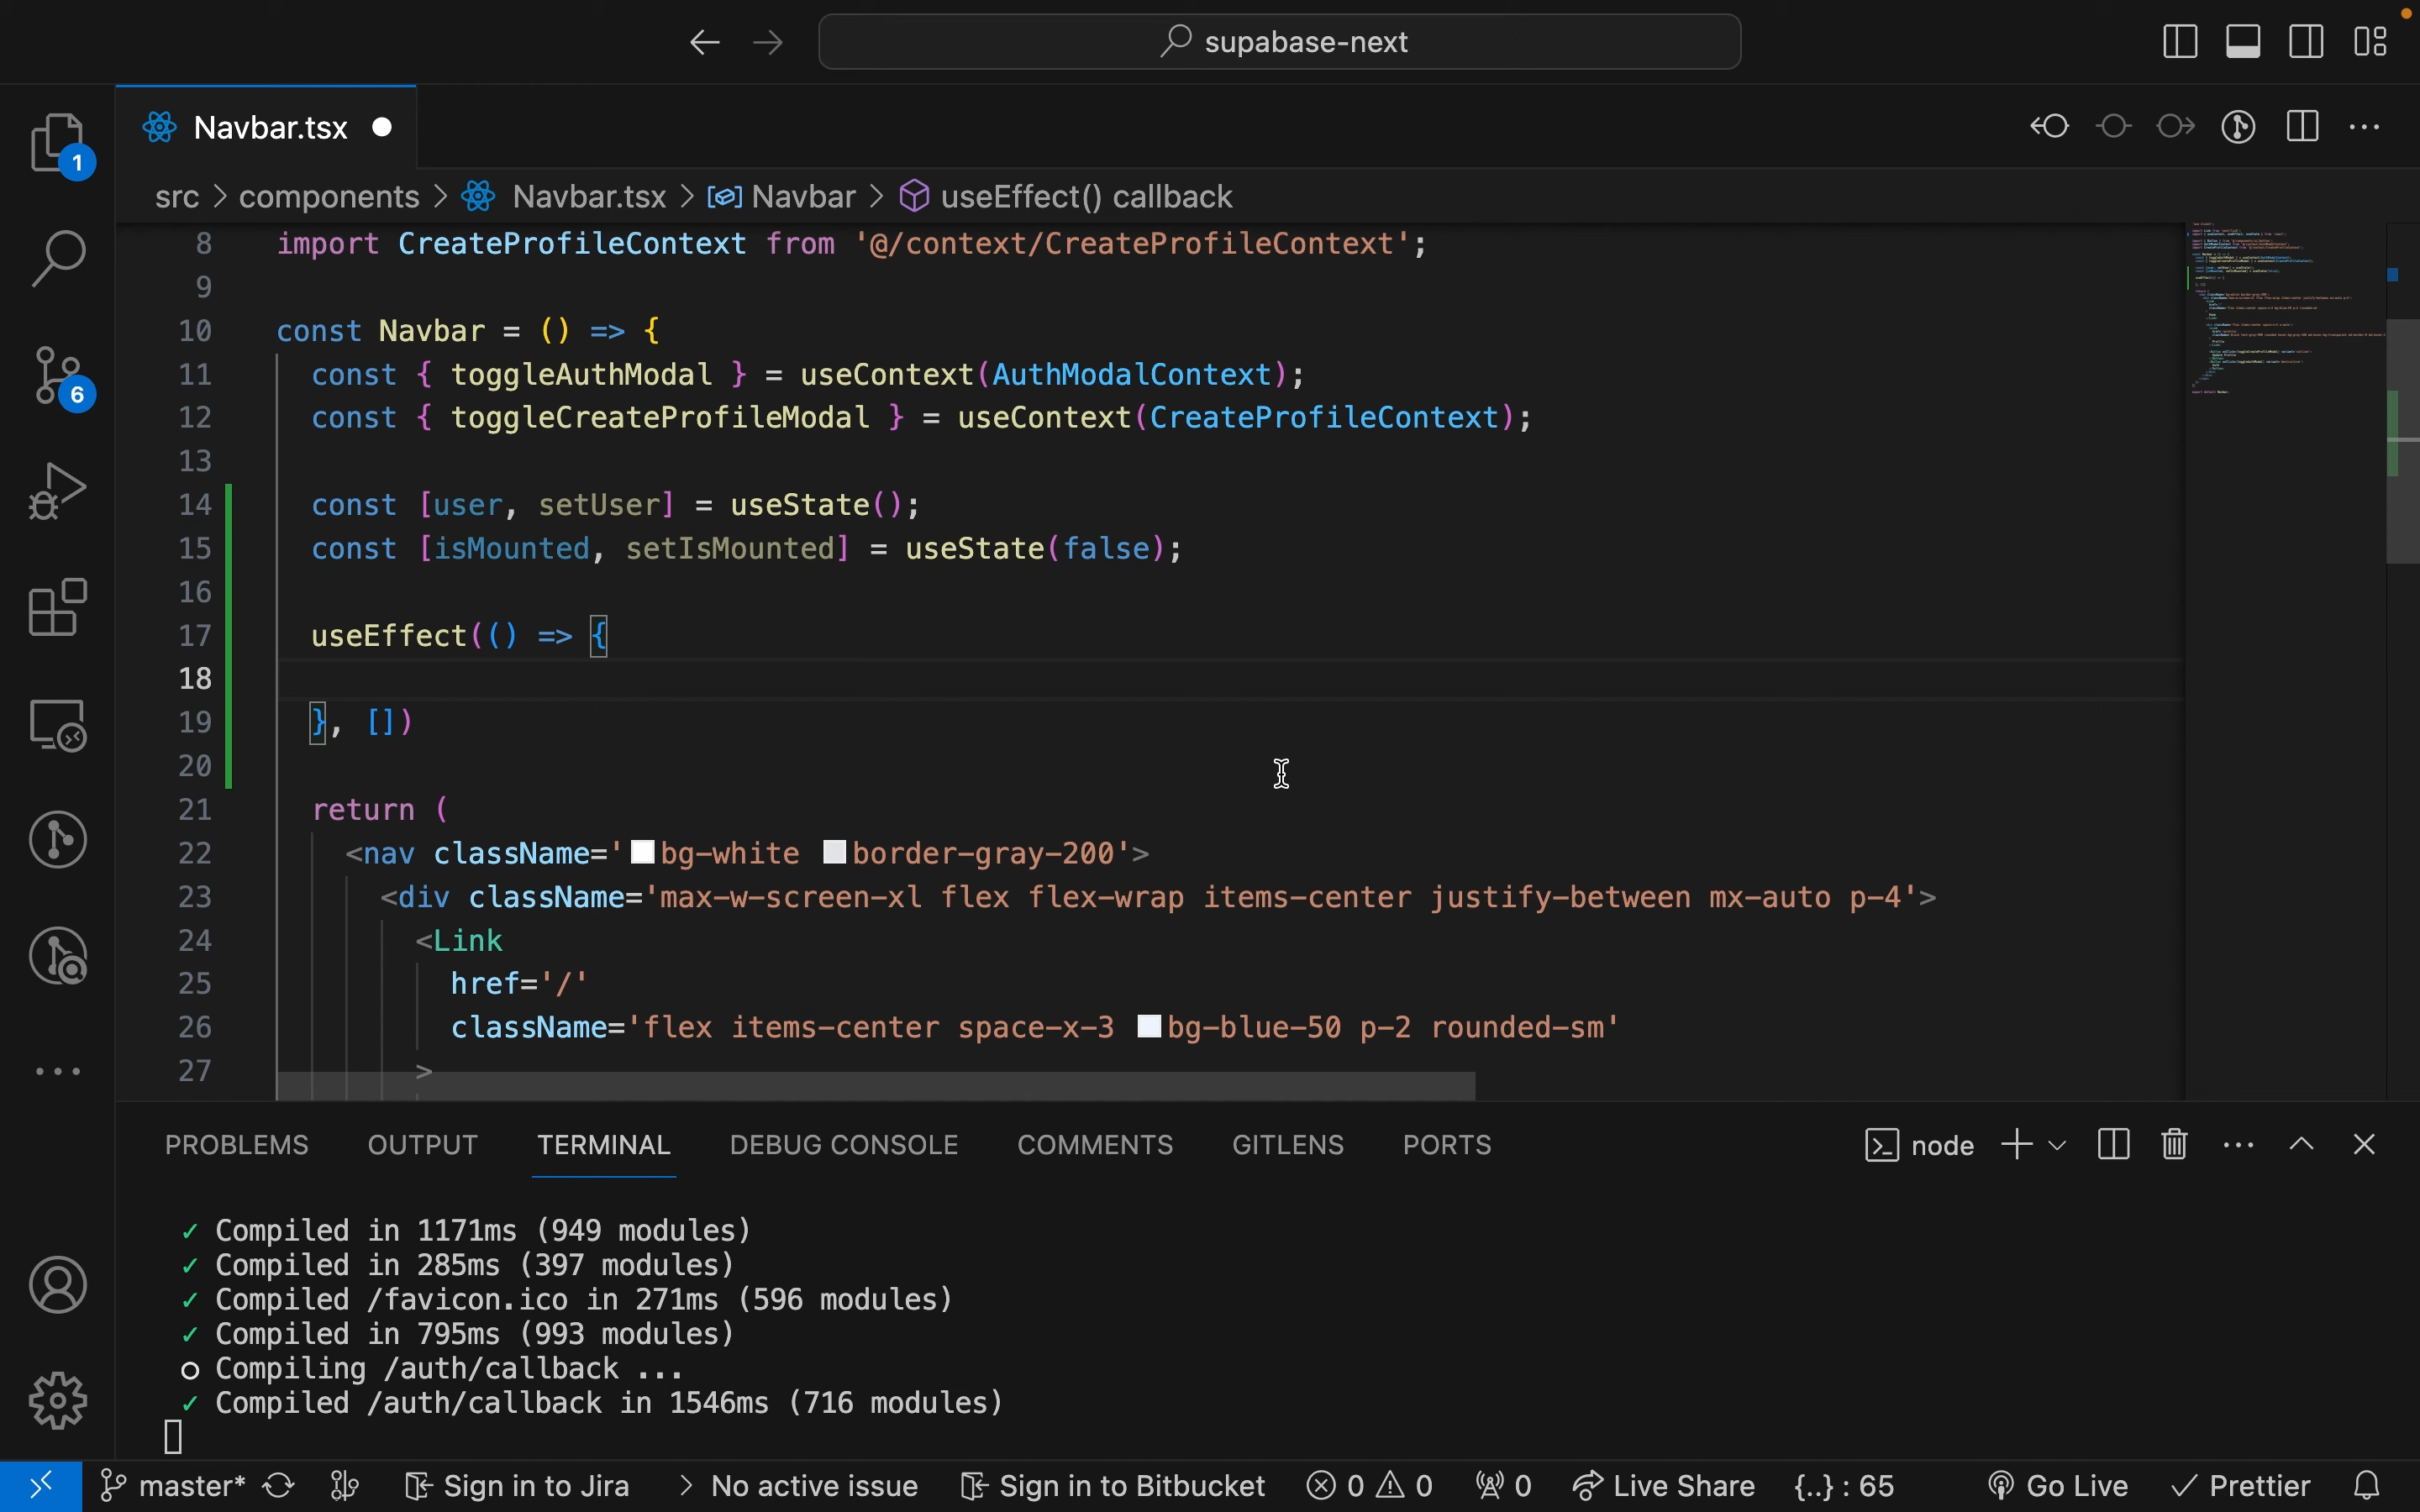 supabase-next
Navbar.tsx
src > components > Navbar.tsx > Navbar > useEffect() callback
8 import CreateProfileContext from '@/context/CreateProfileContext';
9
10 const Navbar = () => {
11 const { toggleAuthModal } = useContext(AuthModalContext);
12 const { toggleCreateProfileModal } = useContext(CreateProfileContext);
13
14 const [user, setUser] = useState();
15 const [isMounted, setIsMounted] = useState(false);
16
17 useEffect(() => {
18
19 }, [])
20
21 return (
22 <nav className='bg-white border-gray-200'>
23 <div className='max-w-screen-xl flex flex-wrap items-center justify-between mx-auto p-4'>
24 <Link
25 href='/'
26 className='flex items-center space-x-3 bg-blue-50 p-2 rounded-sm'
27 >
1
6
PROBLEMS OUTPUT TERMINAL DEBUG CONSOLE COMMENTS GITLENS PORTS node
✓ Compiled in 1171ms (949 modules)
✓ Compiled in 285ms (397 modules)
✓ Compiled /favicon.ico in 271ms (596 modules)
✓ Compiled in 795ms (993 modules)
○ Compiling /auth/callback ...
✓ Compiled /auth/callback in 1546ms (716 modules)
master* Sign in to Jira > No active issue Sign in to Bitbucket 0 0 0 Live Share {..} : 65 Go Live ✓ Prettier